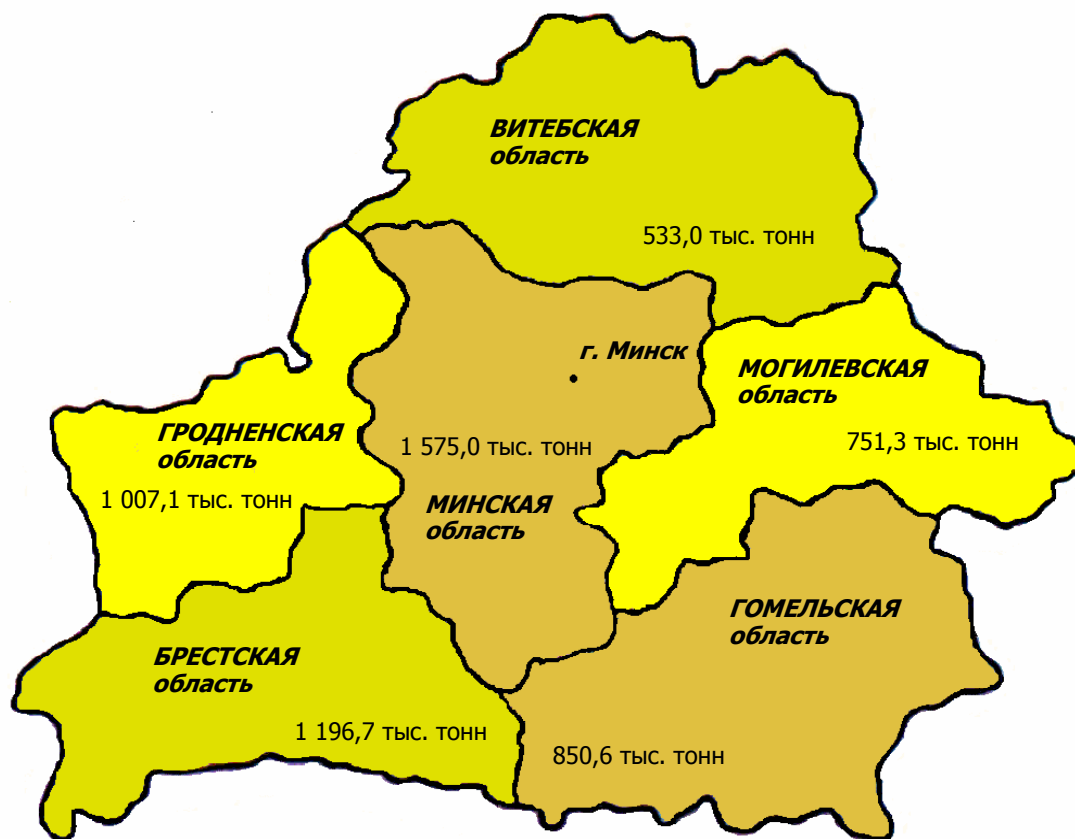 ВИТЕБСКАЯ
область
533,0 тыс. тонн
г. Минск
МОГИЛЕВСКАЯ
область
751,3 тыс. тонн
ГРОДНЕНСКАЯ
область
1 007,1 тыс. тонн
1 575,0 тыс. тонн
МИНСКАЯ
область
ГОМЕЛЬСКАЯ
область
850,6 тыс. тонн
БРЕСТСКАЯ
область
1 196,7 тыс. тонн